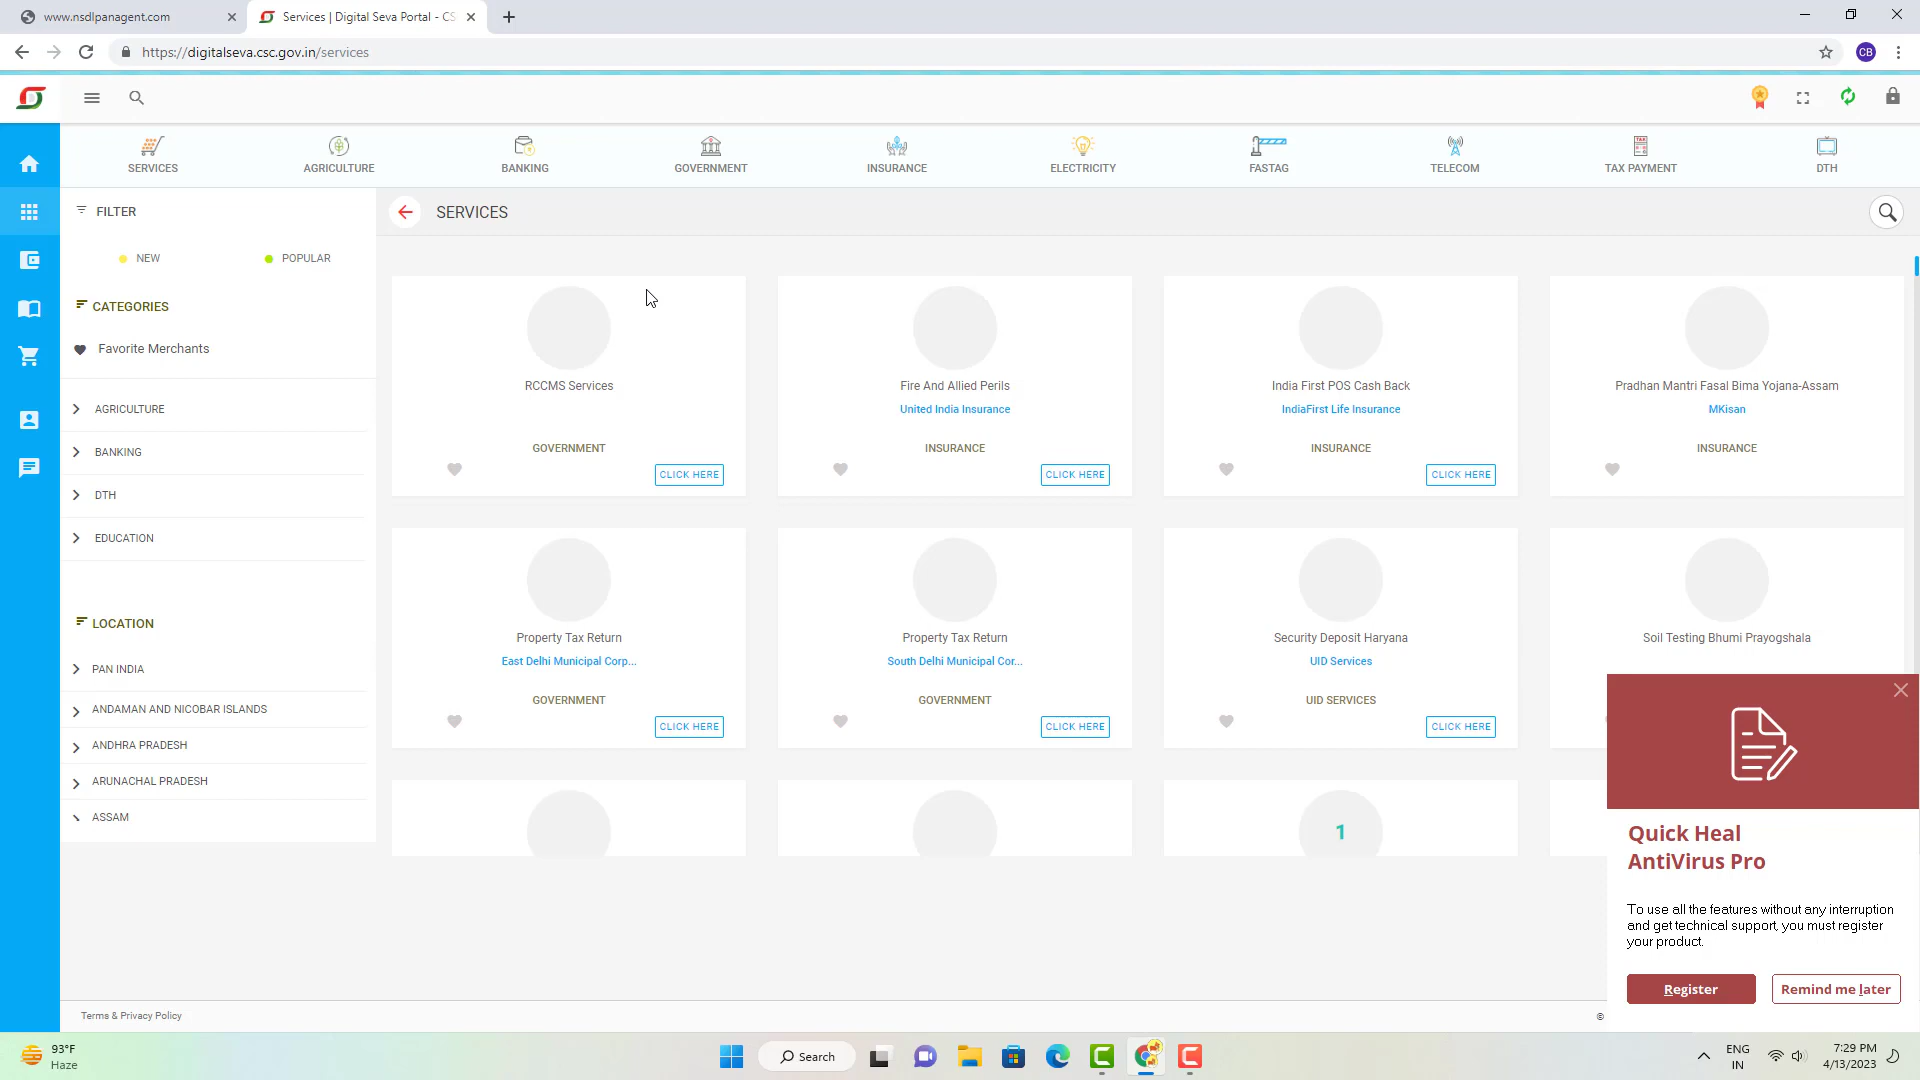 www.nsdlpanagent.com
Services | Digital Seva Portal - CS
https://digitalseva.csc.gov.in/services
CB
SERVICES
AGRICULTURE
BANKING
GOVERNMENT
INSURANCE
ELECTRICITY
FASTAG
TELECOM
TAX PAYMENT
DTH
FILTER
NEW
POPULAR
CATEGORIES
Favorite Merchants
AGRICULTURE
BANKING
DTH
EDUCATION
LOCATION
PAN INDIA
ANDAMAN AND NICOBAR ISLANDS
ANDHRA PRADESH
ARUNACHAL PRADESH
ASSAM
SERVICES
RCCMS Services
GOVERNMENT
CLICK HERE
Fire And Allied Perils
United India Insurance
INSURANCE
CLICK HERE
India First POS Cash Back
IndiaFirst Life Insurance
INSURANCE
CLICK HERE
Pradhan Mantri Fasal Bima Yojana-Assam
MKisan
INSURANCE
Property Tax Return
East Delhi Municipal Corp...
GOVERNMENT
CLICK HERE
Property Tax Return
South Delhi Municipal Cor...
GOVERNMENT
CLICK HERE
Security Deposit Haryana
UID Services
UID SERVICES
CLICK HERE
Soil Testing Bhumi Prayogshala
1
Quick Heal
AntiVirus Pro
To use all the features without any interruption
and get technical support, you must register
your product.
Register
Remind me later
Terms & Privacy Policy
©
93°F
Haze
Search
ENG
IN
7:29 PM
4/13/2023